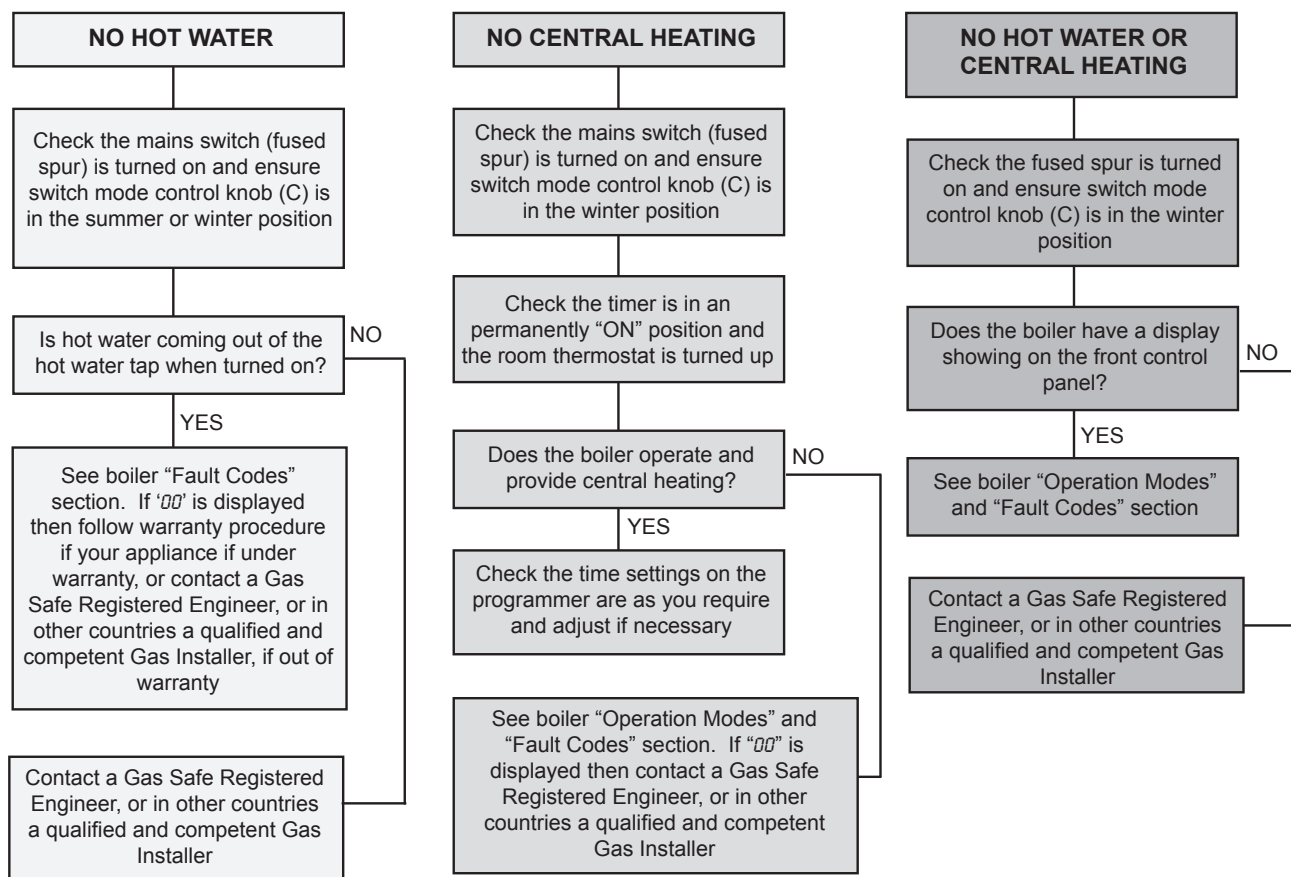 NO HOT WATER
Check the mains switch (fused
spur) is turned on and ensure
switch mode control knob (C) is
in the summer or winter position
Is hot water coming out of the
hot water tap when turned on?
NO
YES
See boiler “Fault Codes”
section. If ‘00’ is displayed
then follow warranty procedure
if your appliance if under
warranty, or contact a Gas
Safe Registered Engineer, or in
other countries a qualified and
competent Gas Installer, if out of
warranty
Contact a Gas Safe Registered
Engineer, or in other countries
a qualified and competent Gas
Installer
NO CENTRAL HEATING
Check the mains switch (fused
spur) is turned on and ensure
switch mode control knob (C) is
in the winter position
Check the timer is in an
permanently “ON” position and
the room thermostat is turned up
Does the boiler operate and
provide central heating?
NO
YES
Check the time settings on the
programmer are as you require
and adjust if necessary
See boiler “Operation Modes” and
“Fault Codes” section. If “00” is
displayed then contact a Gas Safe
Registered Engineer, or in other
countries a qualified and competent
Gas Installer
NO HOT WATER OR
CENTRAL HEATING
Check the fused spur is turned
on and ensure switch mode
control knob (C) is in the winter
position
Does the boiler have a display
showing on the front control
panel?
NO
YES
See boiler “Operation Modes”
and “Fault Codes” section
Contact a Gas Safe Registered
Engineer, or in other countries
a qualified and competent Gas
Installer